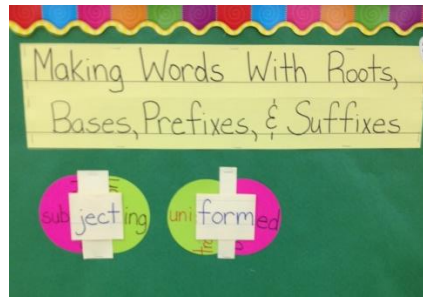 Making Words With Roots,
Bases, Prefixes, & Suffixes
sub ject ing uni form ed